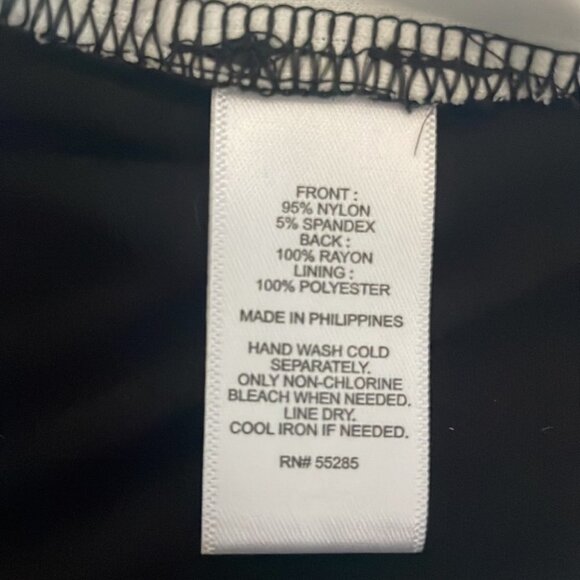 FRONT :
95% NYLON
5% SPANDEX
BACK :
100% RAYON
LINING :
100% POLYESTER
MADE IN PHILIPPINES
HAND WASH COLD
SEPARATELY.
ONLY NON-CHLORINE
BLEACH WHEN NEEDED.
LINE DRY.
COOL IRON IF NEEDED.
RN# 55285